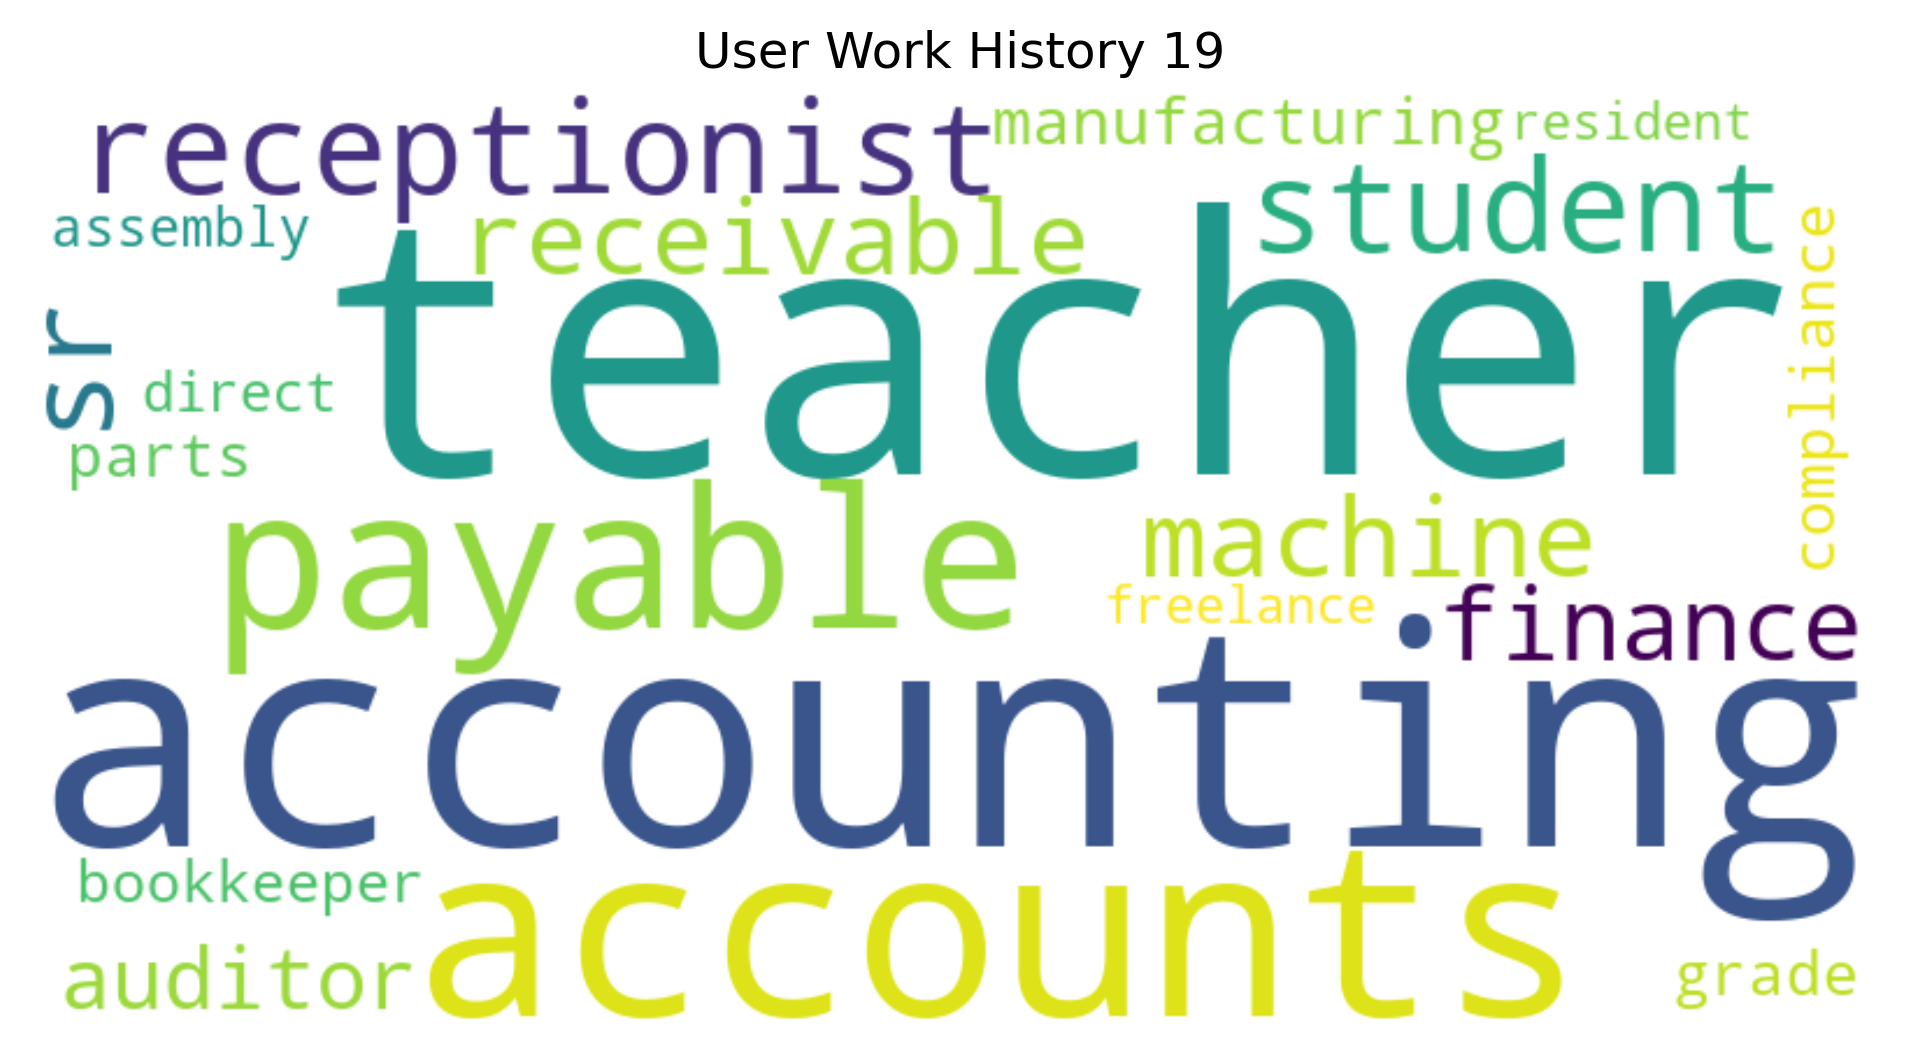 User Work History 19
receptionist
manufacturing
resident
student
assembly
receivable
compliance
teacher
sr
direct
parts
payable
machine
freelance
finance
accounting
bookkeeper
accounts
auditor
grade